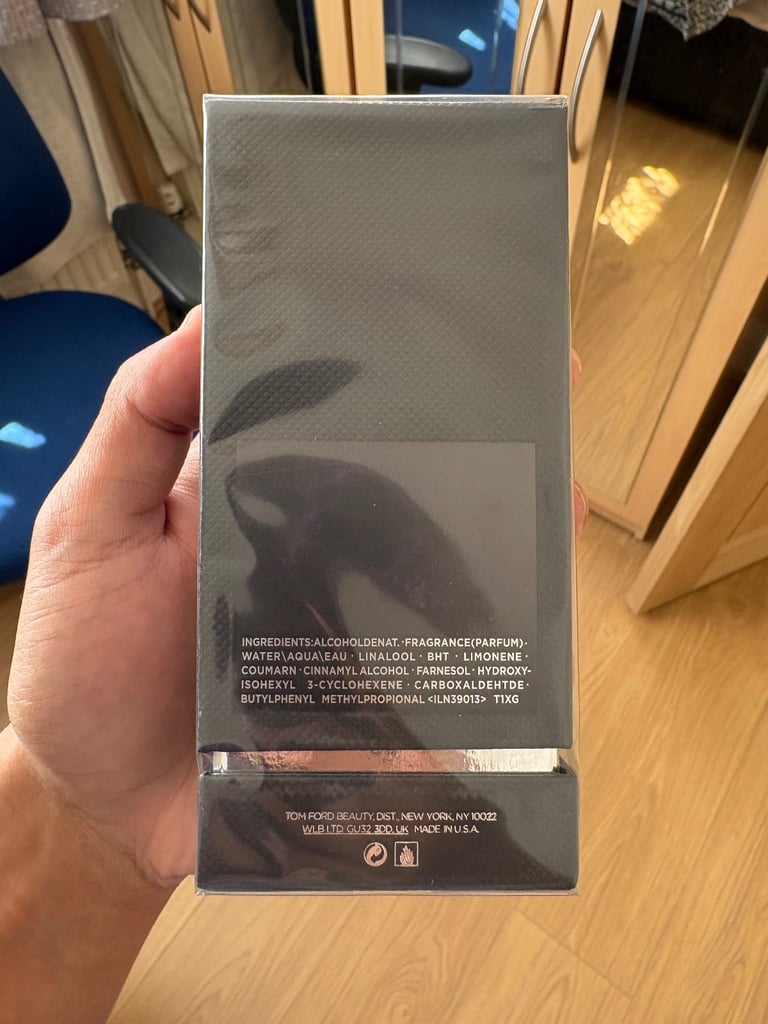 INGREDIENTS:ALCOHOLDENAT.·FRAGRANCE(PARFUM)·
WATER\AQUA\EAU · LINALOOL · BHT · LIMONENE ·
COUMARN · CINNAMYL ALCOHOL · FARNESOL · HYDROXY-
ISOHEXYL 3-CYCLOHEXENE · CARBOXALDEHTDE ·
BUTYLPHENYL METHYLPROPIONAL <ILN39013> T1XG
TOM FORD BEAUTY, DIST., NEW YORK, NY 10022
WLB LTD GU32 3DD, UK MADE IN U.S.A.